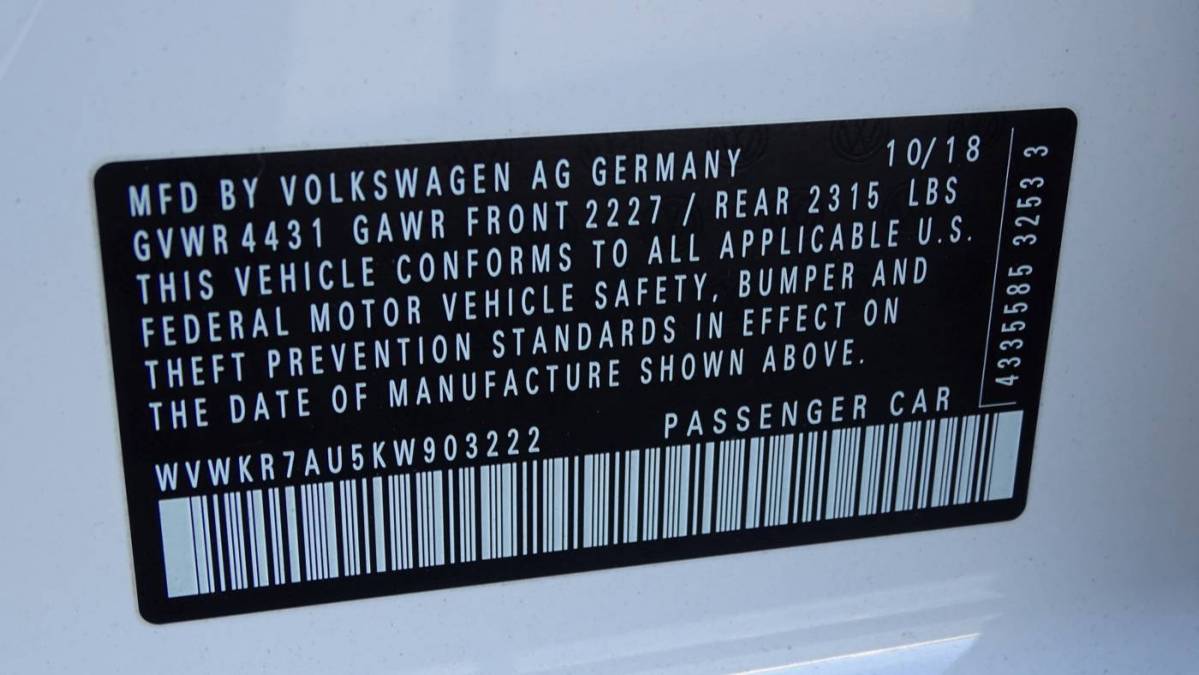 MFD BY VOLKSWAGEN AG GERMANY 10/18
GVWR 4431 GAWR FRONT 2227 / REAR 2315 LBS
THIS VEHICLE CONFORMS TO ALL APPLICABLE U.S.
FEDERAL MOTOR VEHICLE SAFETY, BUMPER AND
THEFT PREVENTION STANDARDS IN EFFECT ON
THE DATE OF MANUFACTURE SHOWN ABOVE.
WVWKR7AU5KW903222 PASSENGER CAR
4335585 3253 3